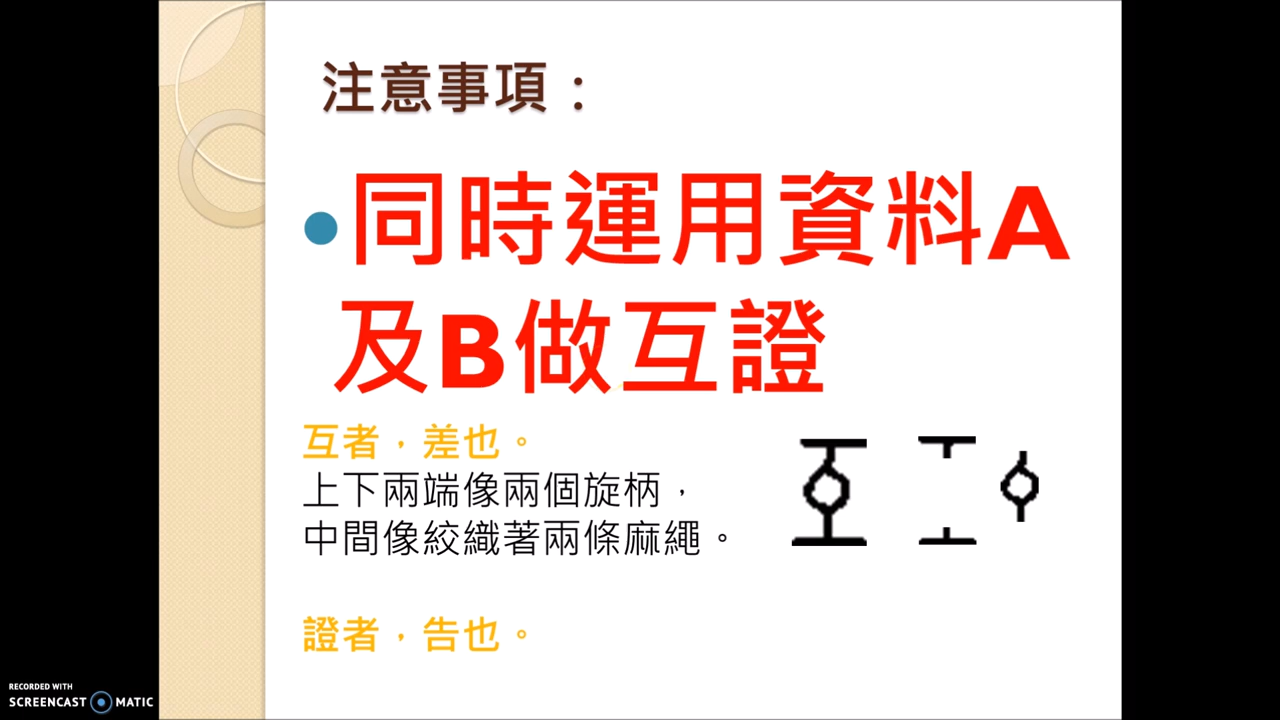 注意事項：
同時運用資料A
及B做互證
互者，差也。
上下兩端像兩個旋柄，
中間像絞織著兩條麻繩。
證者，告也。
RECORDED WITH
SCREENCAST MATIC